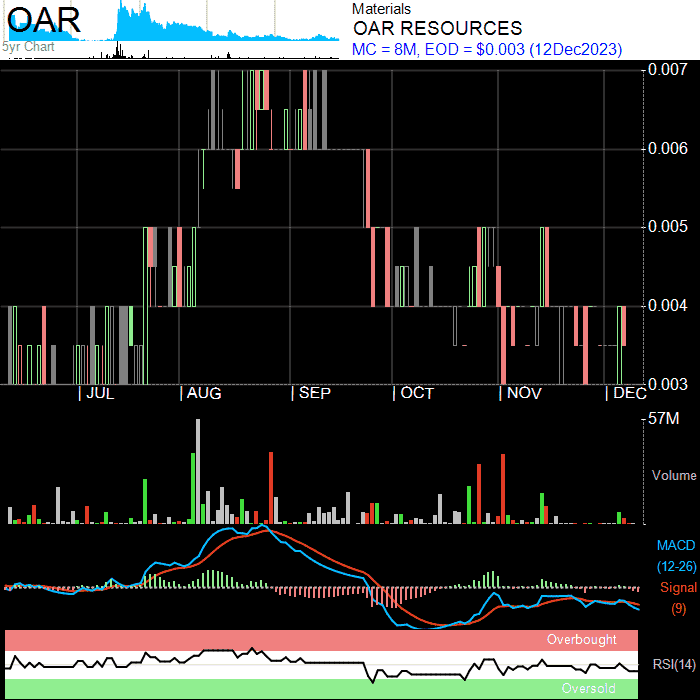 OAR
5yr Chart
Materials
OAR RESOURCES
MC = 8M, EOD = $0.003 (12Dec2023)
0.007
0.006
0.005
0.004
0.003
| JUL | AUG | SEP | OCT | NOV | DEC
57M
Volume
MACD
(12-26)
Signal
(9)
Overbought
RSI(14)
Oversold